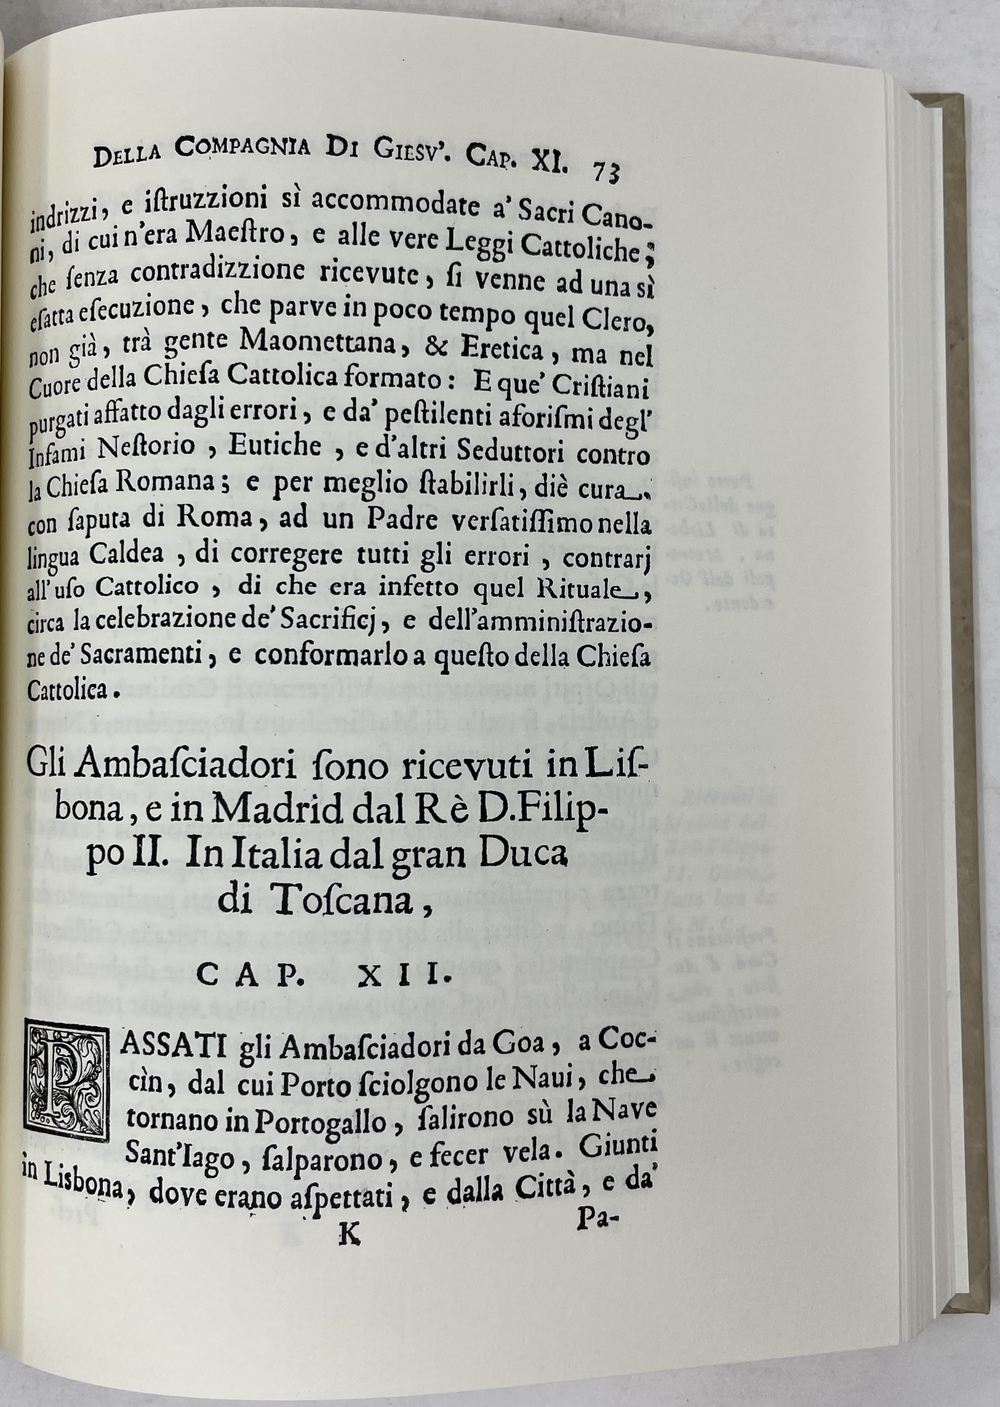 DELLA COMPAGNIA DI GIESV'. CAP. XI. 73
indrizzi, e iſtruzzioni sì accommodate a' Sacri Cano-
ni, di cui n'era Maeſtro, e alle vere Leggi Cattoliche;
che ſenza contradizzione ricevute, ſi venne ad una sì
eſatta eſecuzione, che parve in poco tempo quel Clero,
non già, trà gente Maomettana, & Eretica, ma nel
Cuore della Chieſa Cattolica formato: E que' Criſtiani
purgati affatto dagli errori, e da' peſtilenti aforiſmi degl'
Infami Neſtorio, Eutiche, e d'altri Seduttori contro
la Chieſa Romana; e per meglio ſtabilìrli, diè cura,
con ſaputa di Roma, ad un Padre verſatiſſimo nella
lingua Caldea, di corregere tutti gli errori, contrarj
all'uſo Cattolico, di che era infetto quel Rituale,
circa la celebrazione de' Sacrificj, e dell'amminiſtrazio-
ne de' Sacramenti, e conformarlo a queſto della Chieſa
Cattolica.
Gli Ambaſciadori ſono ricevuti in Liſ-
bona, e in Madrid dal Rè D. Filip-
po II. In Italia dal gran Duca
di Toſcana,
CAP. XII.
PASSATI gli Ambaſciadori da Goa, a Coc-
cìn, dal cui Porto ſciolgono le Naui, che
tornano in Portogallo, ſalirono sù la Nave
Sant'Iago, ſalparono, e fecer vela. Giunti
in Lisbona, dove erano aſpettati, e dalla Città, e da'
K Pa-